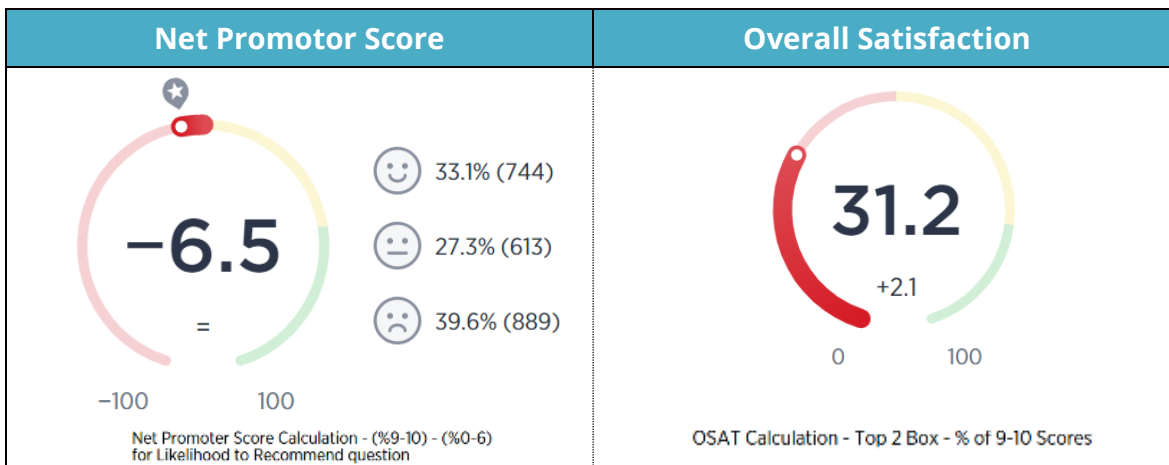 Net Promotor Score
−6.5
=
−100
100
33.1% (744)
27.3% (613)
39.6% (889)
Net Promoter Score Calculation - (%9-10) - (%0-6)
for Likelihood to Recommend question
Overall Satisfaction
31.2
+2.1
0
100
OSAT Calculation - Top 2 Box - % of 9-10 Scores